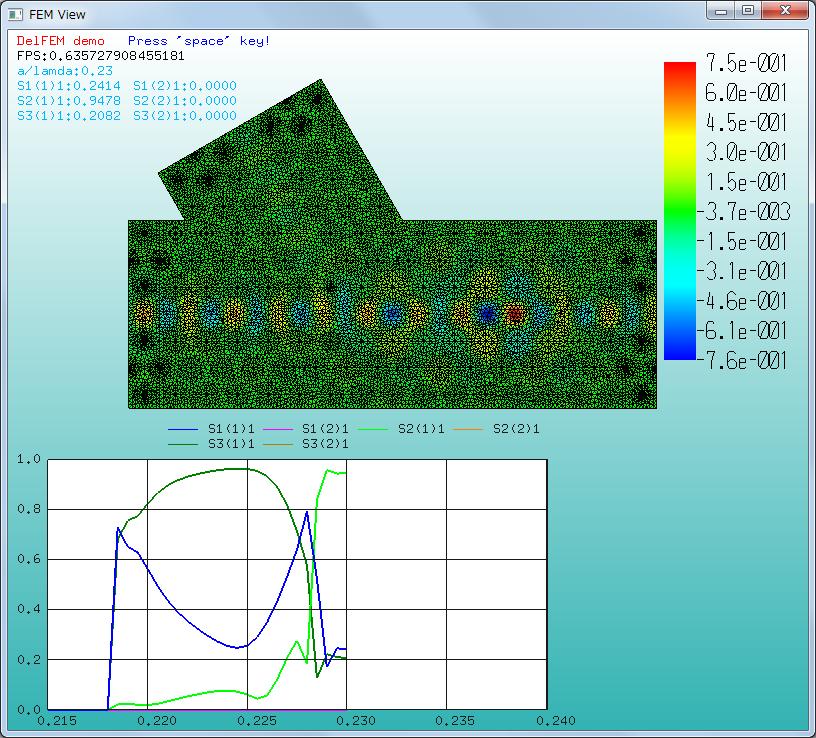 FEM View
DelFEM demo   Press 'space' key!
FPS:0.635727908455181
a/lamda:0.23
S1(1)1:0.2414  S1(2)1:0.0000
S2(1)1:0.9478  S2(2)1:0.0000
S3(1)1:0.2082  S3(2)1:0.0000
7.5e-001
6.0e-001
4.5e-001
3.0e-001
1.5e-001
-3.7e-003
-1.5e-001
-3.1e-001
-4.6e-001
-6.1e-001
-7.6e-001
S1(1)1  S1(2)1  S2(1)1  S2(2)1
S3(1)1  S3(2)1
1.0
0.8
0.6
0.4
0.2
0.0
0.215  0.220  0.225  0.230  0.235  0.240